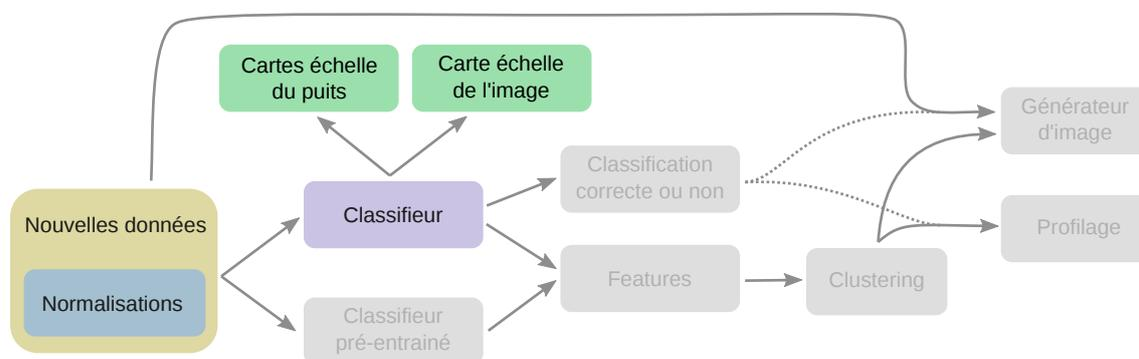 Cartes échelle
du puits
Carte échelle
de l'image
Générateur
d'image
Classification
correcte ou non
Nouvelles données
Classifieur
Profilage
Normalisations
Features
Clustering
Classifieur
pré-entrainé